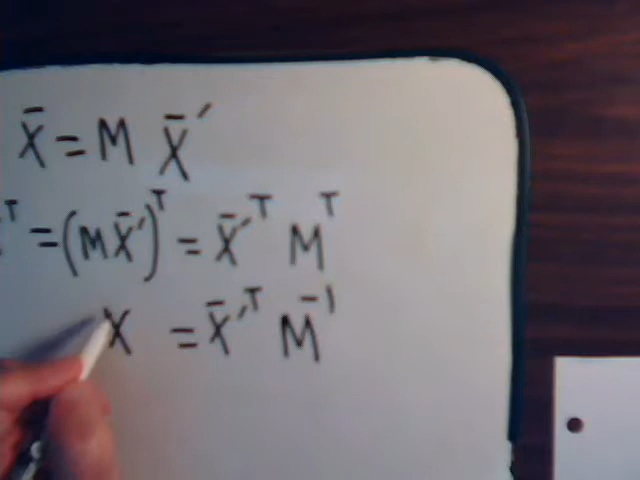 X̄ = M X̄′
ᵀ = (M X̄′)ᵀ = X̄′ᵀ Mᵀ
X = X̄′ᵀ M⁻¹